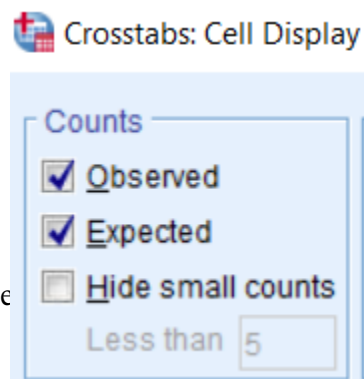 Crosstabs: Cell Display
Counts
Observed
Expected
e
Hide small counts
Less than 5